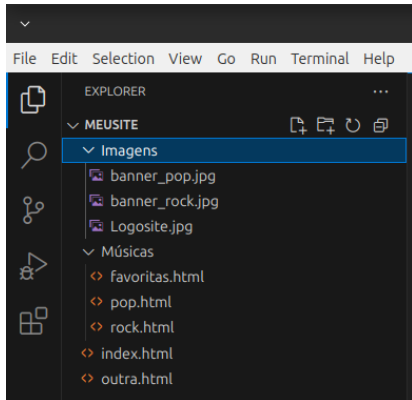 File Edit Selection View Go Run Terminal Help
EXPLORER
MEUSITE
Imagens
banner_pop.jpg
banner_rock.jpg
Logosite.jpg
Músicas
favoritas.html
pop.html
rock.html
index.html
outra.html